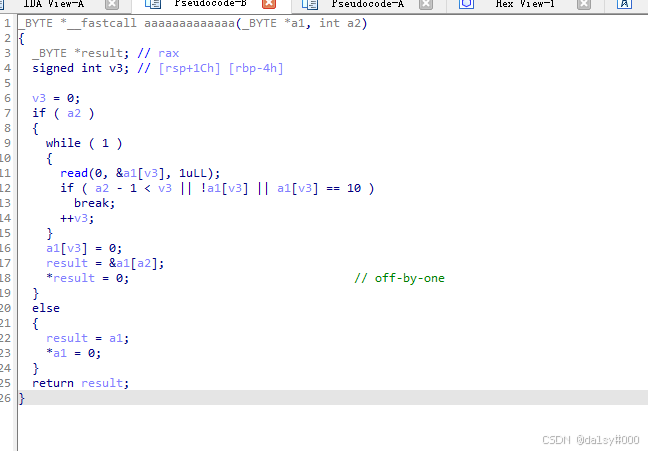 IDA View-A Pseudocode-B Pseudocode-A Hex View-1
1 _BYTE *__fastcall aaaaaaaaaaaaa(_BYTE *a1, int a2)
2 {
3 _BYTE *result; // rax
4 signed int v3; // [rsp+1Ch] [rbp-4h]
5
6 v3 = 0;
7 if ( a2 )
8 {
9 while ( 1 )
10 {
11 read(0, &a1[v3], 1uLL);
12 if ( a2 - 1 < v3 || !a1[v3] || a1[v3] == 10 )
13 break;
14 ++v3;
15 }
16 a1[v3] = 0;
17 result = &a1[a2];
18 *result = 0; // off-by-one
19 }
20 else
21 {
22 result = a1;
23 *a1 = 0;
24 }
25 return result;
26 }
CSDN @dalsy#000